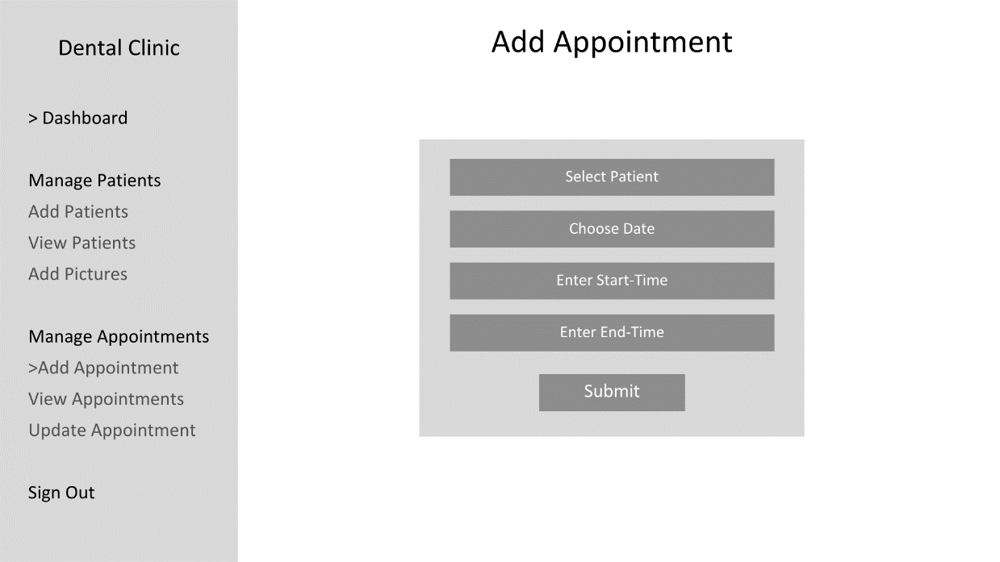 Dental Clinic
> Dashboard
Manage Patients
Add Patients
View Patients
Add Pictures
Manage Appointments
>Add Appointment
View Appointments
Update Appointment
Sign Out
Add Appointment
Select Patient
Choose Date
Enter Start-Time
Enter End-Time
Submit